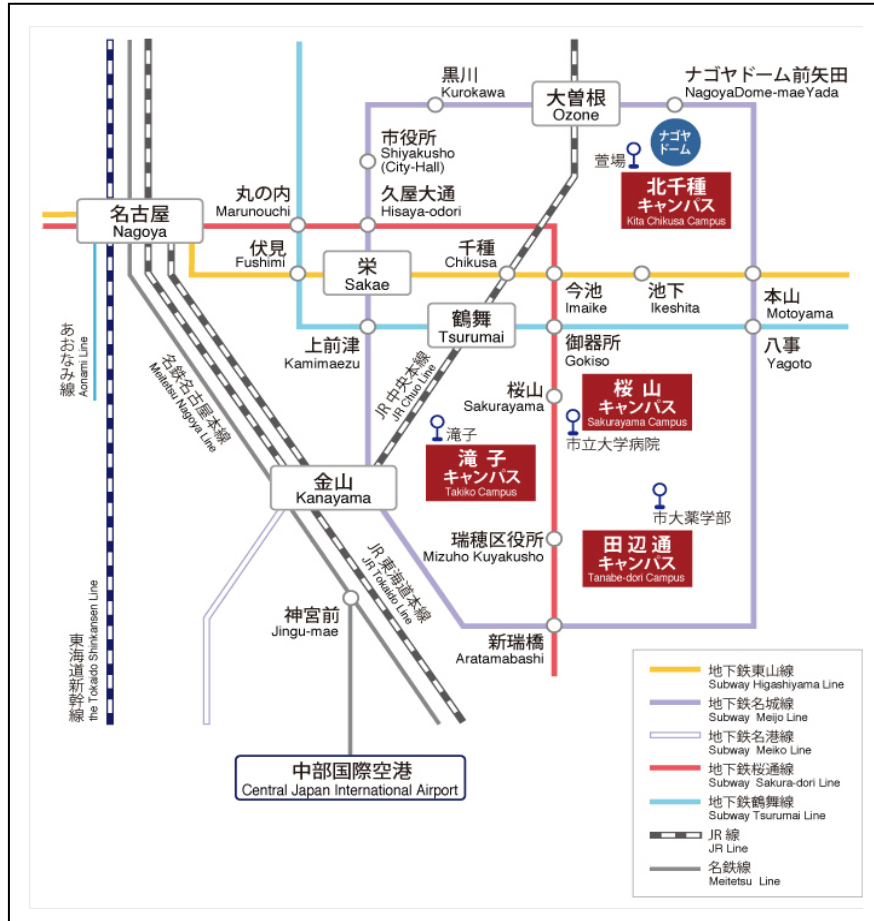 黒川
Kurokawa
大曽根
Ozone
ナゴヤドーム前矢田
NagoyaDome-maeYada
市役所
Shiyakusho
(City-Hall)
萱場
ナゴヤ
ドーム
北千種
キャンパス
Kita Chikusa Campus
名古屋
Nagoya
丸の内
Marunouchi
久屋大通
Hisaya-odori
伏見
Fushimi
栄
Sakae
千種
Chikusa
今池
Imaike
池下
Ikeshita
本山
Motoyama
あおなみ線
Aonami Line
名鉄名古屋本線
Meitetsu Nagoya Line
上前津
Kamimaezu
鶴舞
Tsurumai
御器所
Gokiso
八事
Yagoto
JR 中央本線
JR Chuo Line
桜山
Sakurayama
桜 山
キャンパス
Sakurayama Campus
市立大学病院
滝子
滝 子
キャンパス
Takiko Campus
金山
Kanayama
市大薬学部
瑞穂区役所
Mizuho Kuyakusho
田辺通
キャンパス
Tanabe-dori Campus
JR 東海道本線
JR Tokaido Line
神宮前
Jingu-mae
新瑞橋
Aratamabashi
東海道新幹線
the Tokaido Shinkansen Line
中部国際空港
Central Japan International Airport
地下鉄東山線
Subway Higashiyama Line
地下鉄名城線
Subway Meijo Line
地下鉄名港線
Subway Meiko Line
地下鉄桜通線
Subway Sakura-dori Line
地下鉄鶴舞線
Subway Tsurumai Line
JR 線
JR Line
名鉄線
Meitetsu Line